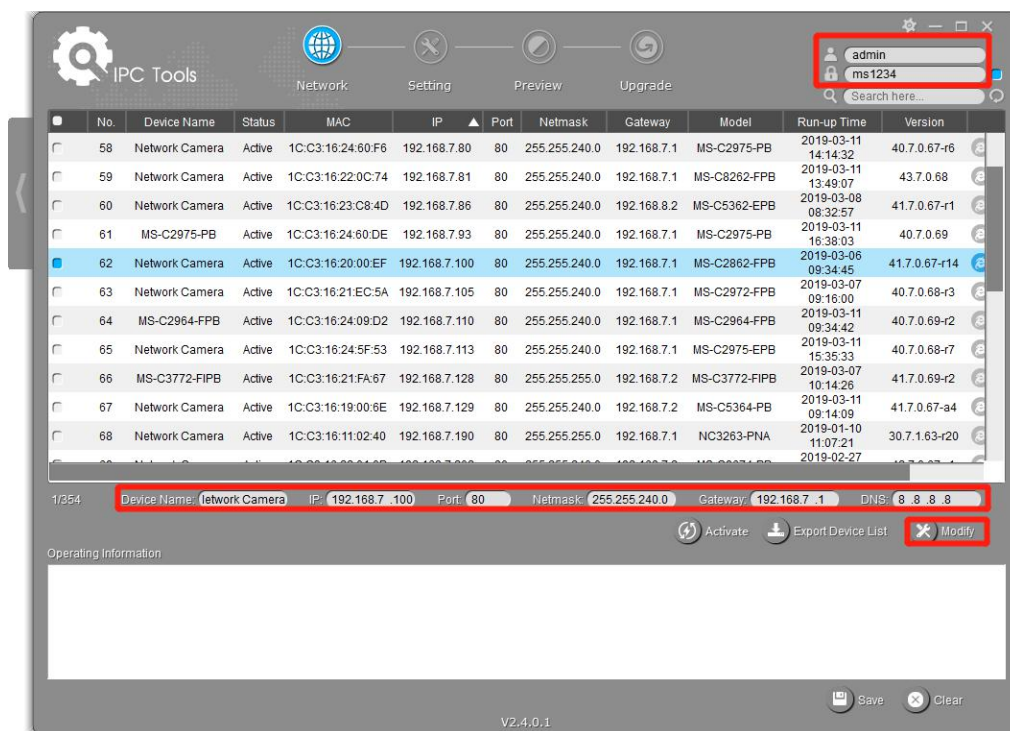 IPC Tools
Network Setting Preview Upgrade
admin
ms1234
Search here...
No. Device Name Status MAC IP Port Netmask Gateway Model Run-up Time Version
58 Network Camera Active 1C:C3:16:24:60:F6 192.168.7.80 80 255.255.240.0 192.168.7.1 MS-C2975-PB 2019-03-11 14:14:32 40.7.0.67-r6
59 Network Camera Active 1C:C3:16:22:0C:74 192.168.7.81 80 255.255.240.0 192.168.7.1 MS-C8262-FPB 2019-03-11 13:49:07 43.7.0.68
60 Network Camera Active 1C:C3:16:23:C8:4D 192.168.7.86 80 255.255.240.0 192.168.8.2 MS-C5362-EPB 2019-03-08 08:32:57 41.7.0.67-r1
61 MS-C2975-PB Active 1C:C3:16:24:60:DE 192.168.7.93 80 255.255.240.0 192.168.7.1 MS-C2975-PB 2019-03-11 16:38:03 40.7.0.69
62 Network Camera Active 1C:C3:16:20:00:EF 192.168.7.100 80 255.255.240.0 192.168.7.1 MS-C2862-FPB 2019-03-06 09:34:45 41.7.0.67-r14
63 Network Camera Active 1C:C3:16:21:EC:5A 192.168.7.105 80 255.255.240.0 192.168.7.1 MS-C2972-FPB 2019-03-07 09:16:00 40.7.0.68-r3
64 MS-C2964-FPB Active 1C:C3:16:24:09:D2 192.168.7.110 80 255.255.240.0 192.168.7.1 MS-C2964-FPB 2019-03-11 09:34:42 40.7.0.69-r2
65 Network Camera Active 1C:C3:16:24:5F:53 192.168.7.113 80 255.255.240.0 192.168.7.1 MS-C2975-EPB 2019-03-11 15:35:33 40.7.0.68-r7
66 MS-C3772-FIPB Active 1C:C3:16:21:FA:67 192.168.7.128 80 255.255.240.0 192.168.7.2 MS-C3772-FIPB 2019-03-07 10:14:26 41.7.0.69-r2
67 Network Camera Active 1C:C3:16:19:00:6E 192.168.7.129 80 255.255.240.0 192.168.7.2 MS-C5364-PB 2019-03-11 09:14:09 41.7.0.67-a4
68 Network Camera Active 1C:C3:16:11:02:40 192.168.7.190 80 255.255.255.0 192.168.7.1 NC3263-PNA 2019-01-10 11:07:21 30.7.1.63-r20
2019-02-27
1/354 Device Name: letwork Camera IP: 192.168.7 .100 Port: 80 Netmask: 255.255.240.0 Gateway: 192.168.7 .1 DNS: 8 .8 .8 .8
Activate Export Device List Modify
Operating Information
Save Clear
V2.4.0.1